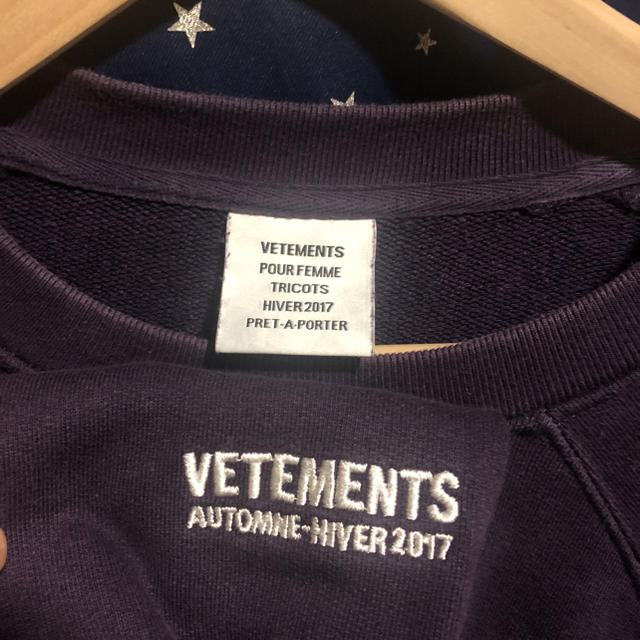 VETEMENTS
POUR FEMME
TRICOTS
HIVER 2017
PRET-A-PORTER
VETEMENTS
AUTOMNE-HIVER 2017